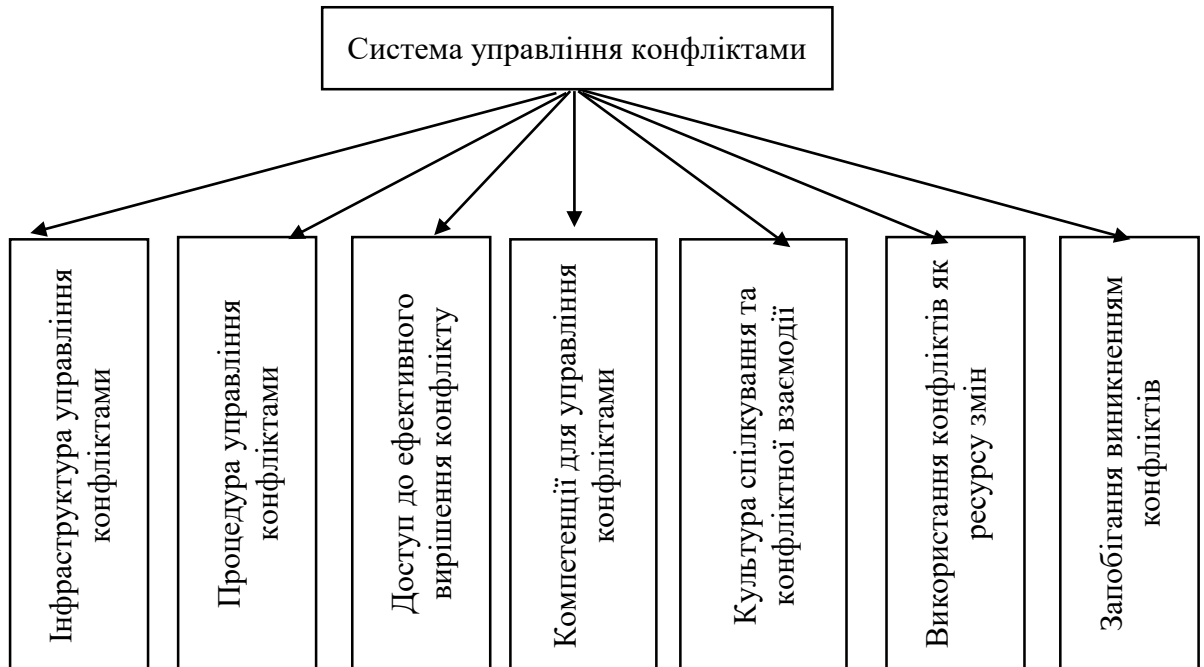 Система управління конфліктами
Інфраструктура управління
конфліктами
Процедура управління
конфліктами
Доступ до ефективного
вирішення конфлікту
Компетенції для управління
конфліктами
Культура спілкування та
конфліктної взаємодії
Використання конфліктів як
ресурсу змін
Запобігання виникненням
конфліктів